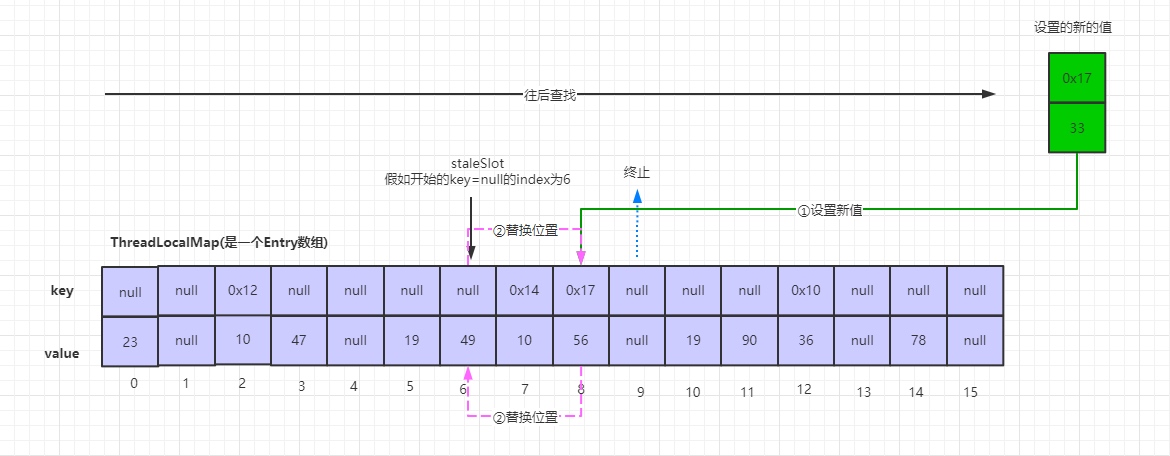 设置的新的值
0x17
33
往后查找
staleSlot
假如开始的key=null的index为6
终止
①设置新值
②替换位置
ThreadLocalMap(是一个Entry数组)
key null null 0x12 null null null null 0x14 0x17 null null null 0x10 null null null
value 23 null 10 47 null 19 49 10 56 null 19 90 36 null 78 null
0 1 2 3 4 5 6 7 8 9 10 11 12 13 14 15
②替换位置